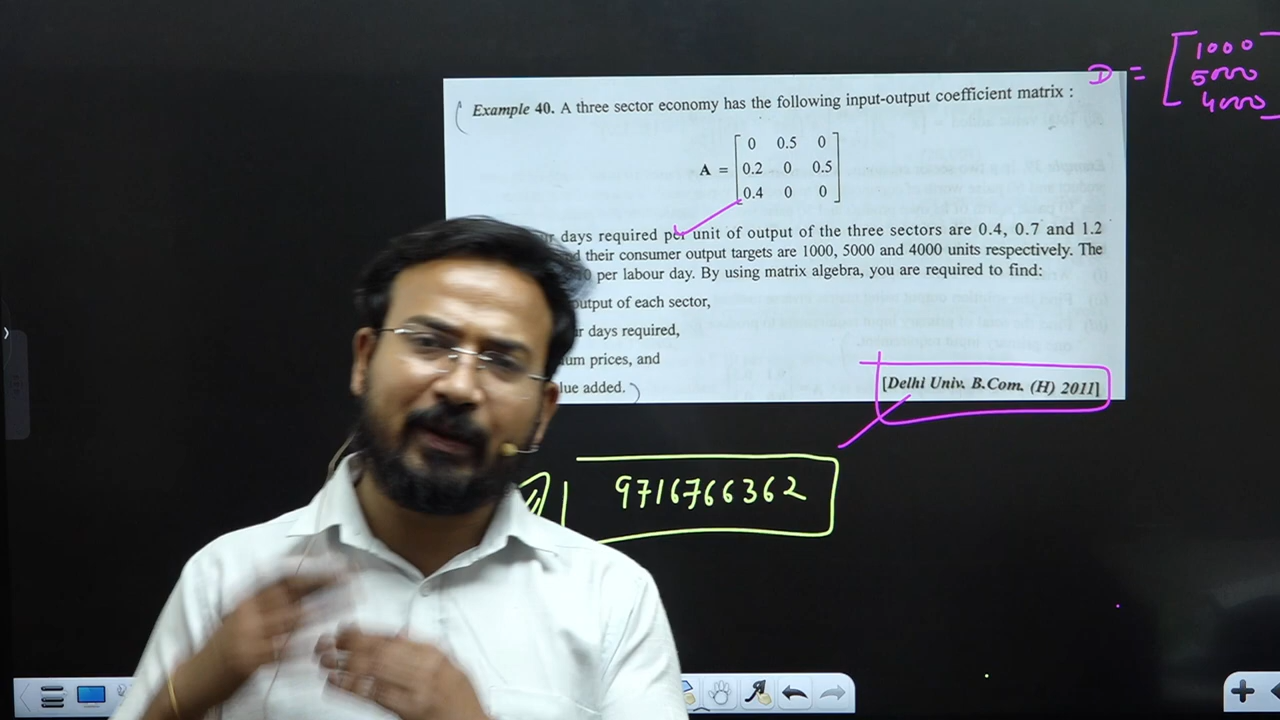 D = [1000
5000
4000]
Example 40. A three sector economy has the following input-output coefficient matrix :
0 0.5 0
A = 0.2 0 0.5
0.4 0 0
days required per unit of output of the three sectors are 0.4, 0.7 and 1.2
their consumer output targets are 1000, 5000 and 4000 units respectively. The
per labour day. By using matrix algebra, you are required to find:
output of each sector,
days required,
prices, and
added.
[Delhi Univ. B.Com. (H) 2011]
9716766362